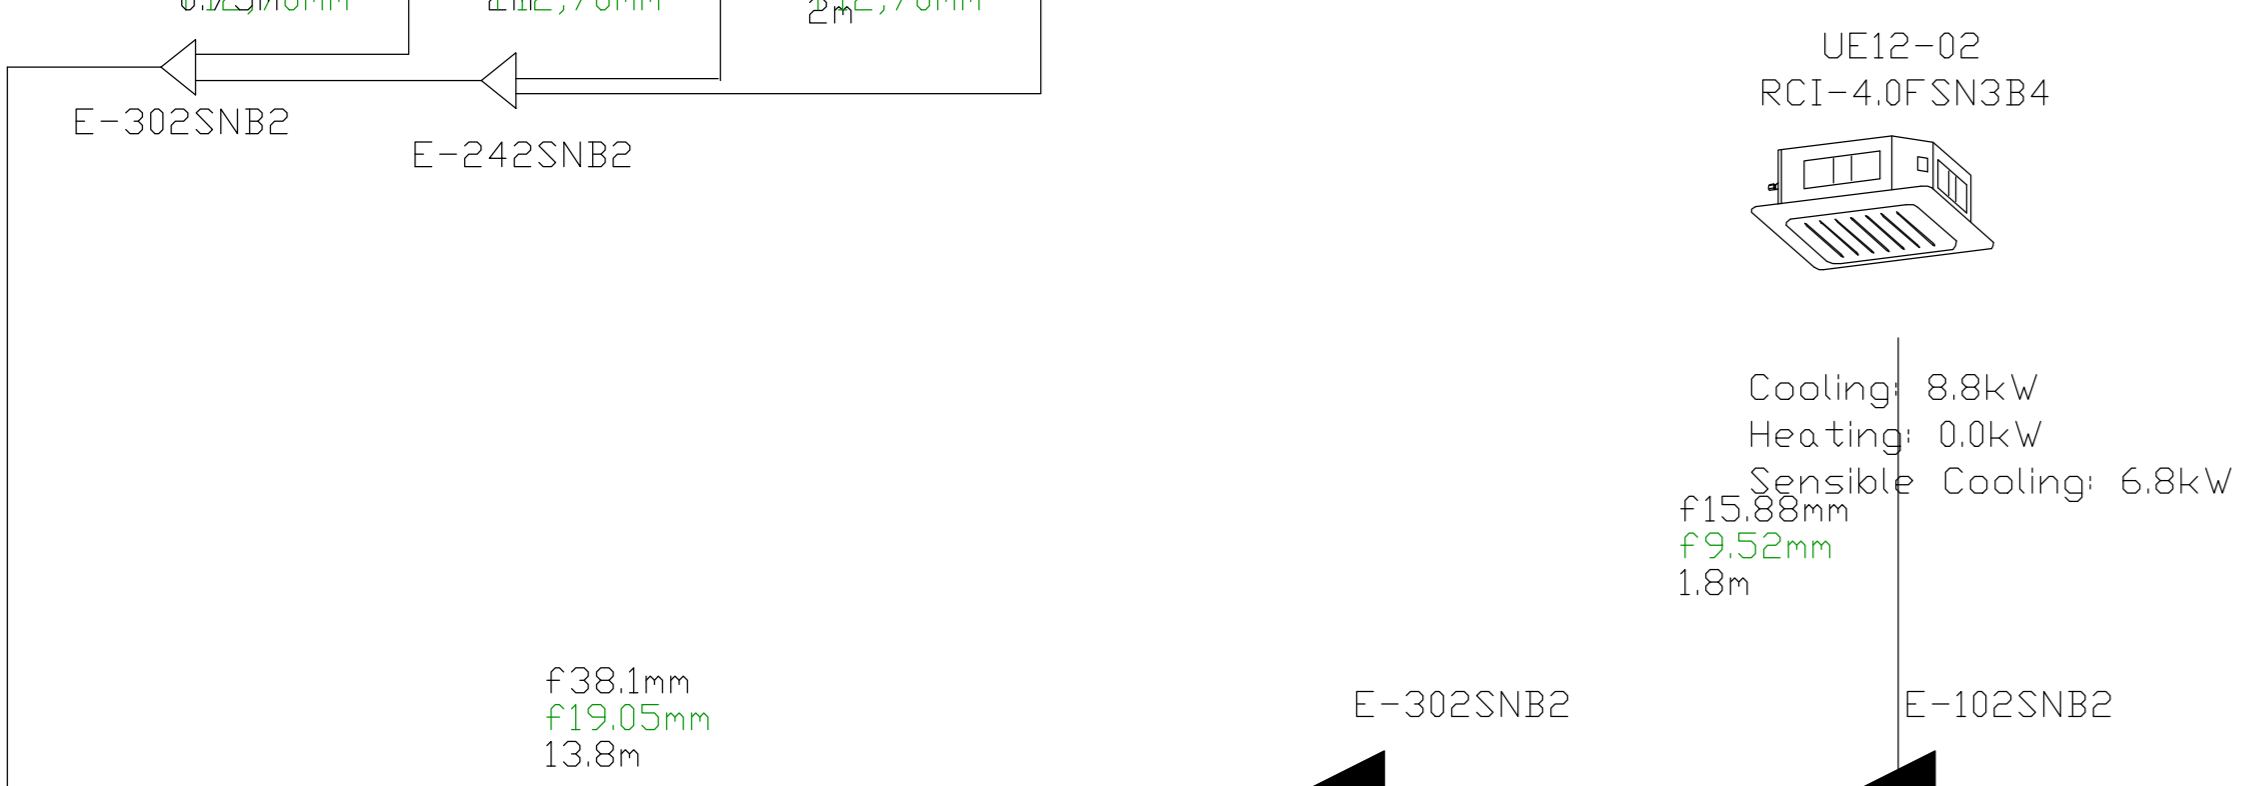 2m
UE12-02
RCI-4.0FSN3B4
E-302SNB2
E-242SNB2
Cooling: 8.8kW
Heating: 0.0kW
Sensible Cooling: 6.8kW
f15.88mm
f9.52mm
1.8m
f38.1mm
f19.05mm
13.8m
E-302SNB2
E-102SNB2